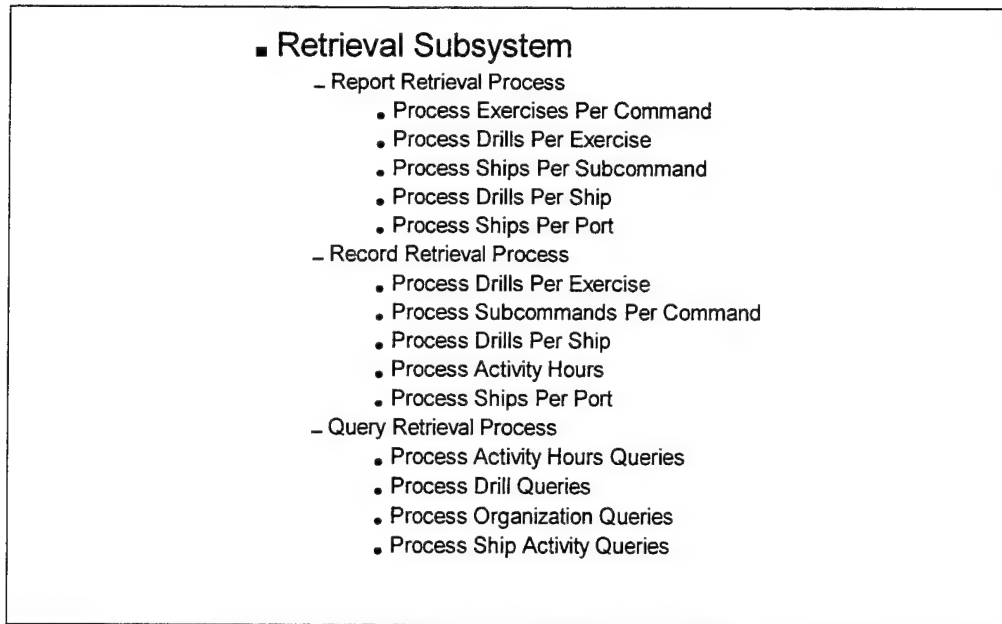 ▪ Retrieval Subsystem
– Report Retrieval Process
• Process Exercises Per Command
• Process Drills Per Exercise
• Process Ships Per Subcommand
• Process Drills Per Ship
• Process Ships Per Port
– Record Retrieval Process
• Process Drills Per Exercise
• Process Subcommands Per Command
• Process Drills Per Ship
• Process Activity Hours
• Process Ships Per Port
– Query Retrieval Process
• Process Activity Hours Queries
• Process Drill Queries
• Process Organization Queries
• Process Ship Activity Queries